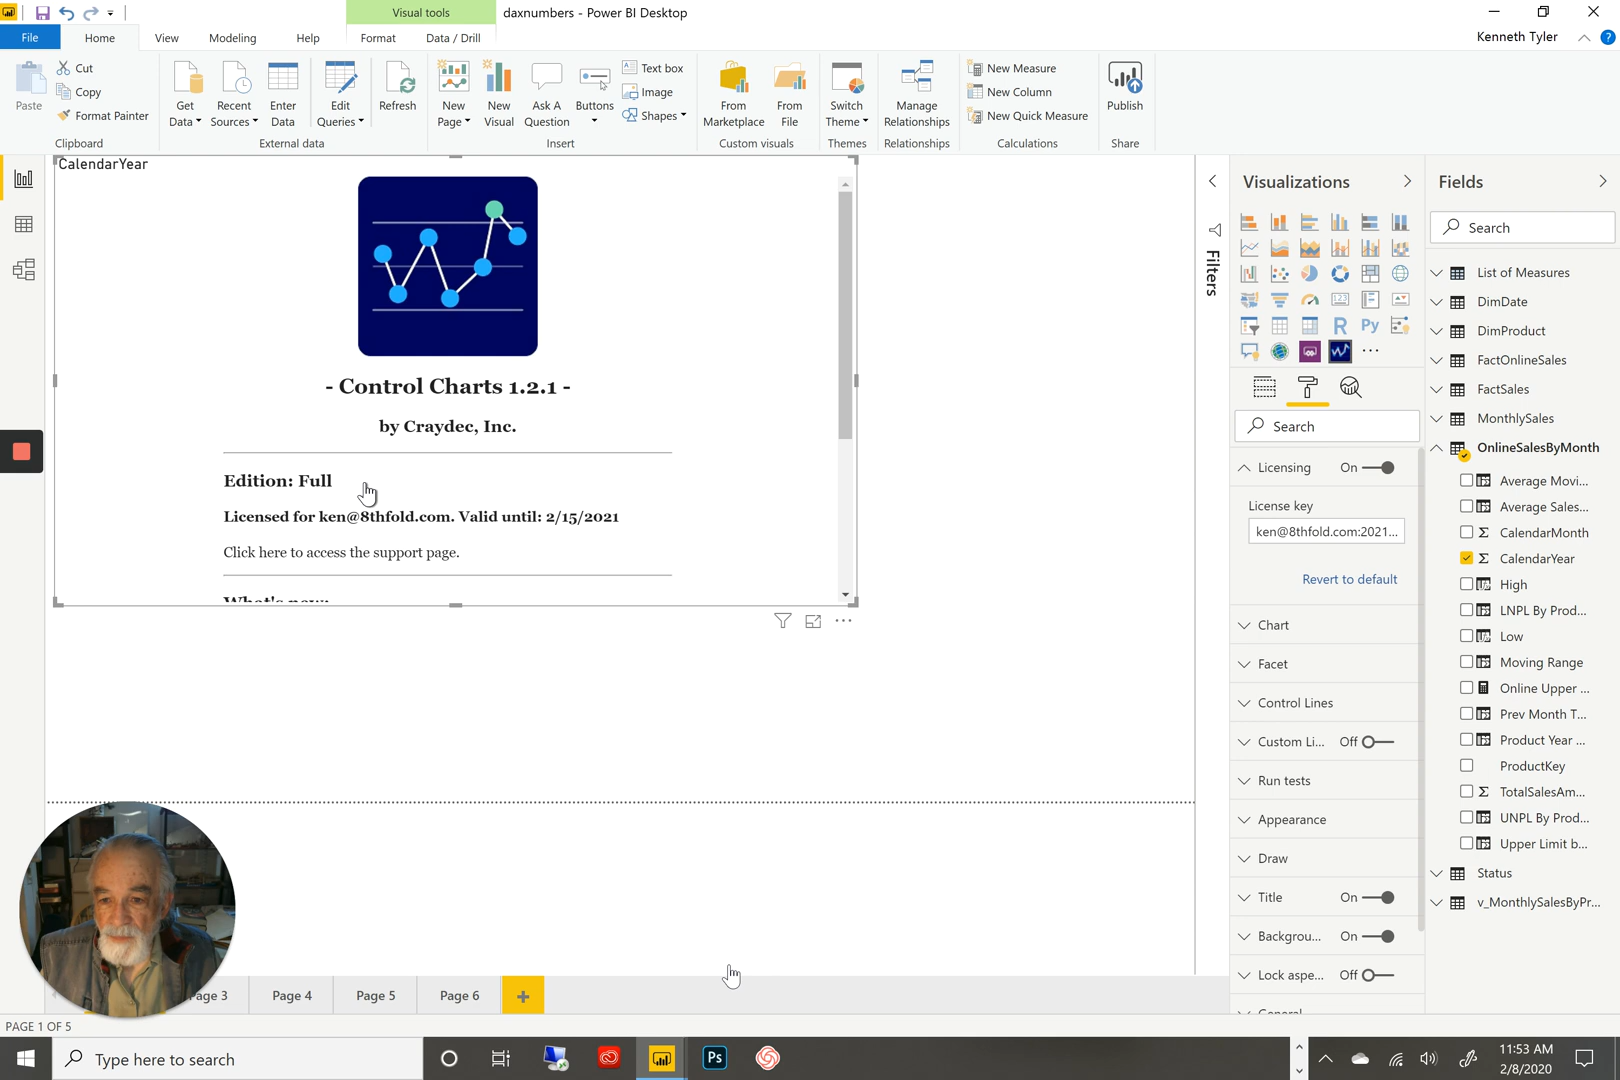 Visual tools
daxnumbers - Power BI Desktop
File
Home
View
Modeling
Help
Format
Data / Drill
Kenneth Tyler
?
Paste
Cut
Copy
Format Painter
Clipboard
Get Data
Recent Sources
Enter Data
Edit Queries
Refresh
External data
New Page
New Visual
Ask A Question
Buttons
Text box
Image
Shapes
Insert
From Marketplace
From File
Custom visuals
Switch Theme
Themes
Manage Relationships
Relationships
New Measure
New Column
New Quick Measure
Calculations
Publish
Share
CalendarYear
- Control Charts 1.2.1 -
by Craydec, Inc.
Edition: Full
Licensed for ken@8thfold.com. Valid until: 2/15/2021
Click here to access the support page.
What's new:
Filters
Visualizations
R
Py
Search
Licensing On
License key
ken@8thfold.com:2021...
Revert to default
Chart
Facet
Control Lines
Custom Li... Off
Run tests
Appearance
Draw
Title On
Backgrou... On
Lock aspe... Off
General
Fields
Search
List of Measures
DimDate
DimProduct
FactOnlineSales
FactSales
MonthlySales
OnlineSalesByMonth
Average Movi...
Average Sales...
CalendarMonth
CalendarYear
High
LNPL By Prod...
Low
Moving Range
Online Upper ...
Prev Month T...
Product Year ...
ProductKey
TotalSalesAm...
UNPL By Prod...
Upper Limit b...
Status
v_MonthlySalesByPr...
Page 3
Page 4
Page 5
Page 6
+
PAGE 1 OF 5
Type here to search
Ps
11:53 AM
2/8/2020